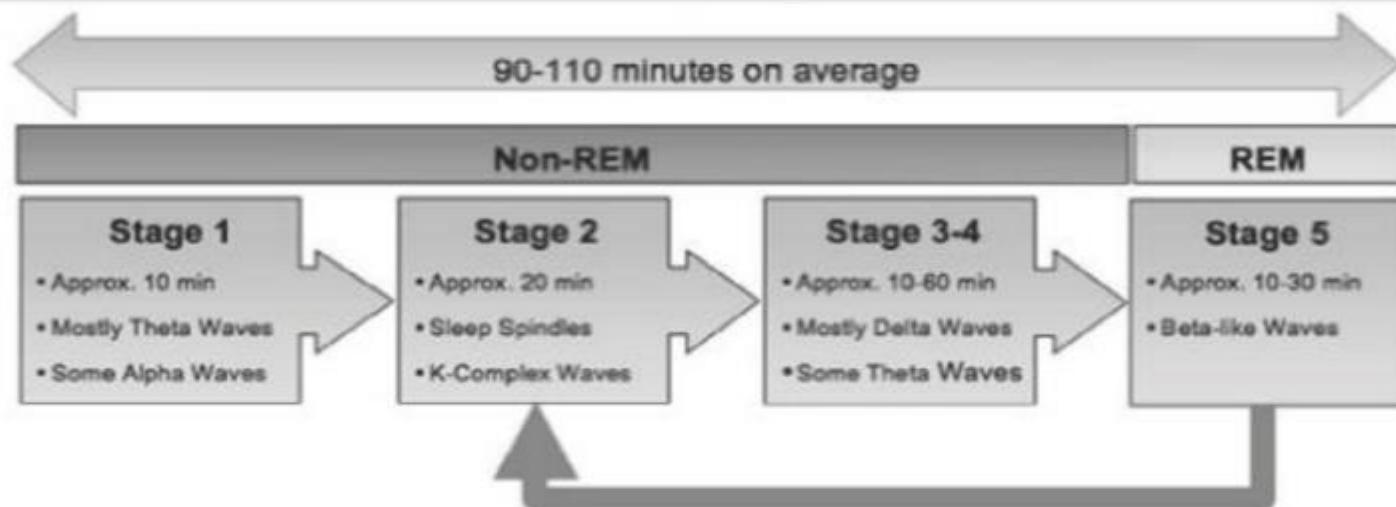 90-110 minutes on average
Non-REM
REM
Stage 1
• Approx. 10 min
• Mostly Theta Waves
• Some Alpha Waves
Stage 2
• Approx. 20 min
• Sleep Spindles
• K-Complex Waves
Stage 3-4
• Approx. 10-60 min
• Mostly Delta Waves
• Some Theta Waves
Stage 5
• Approx. 10-30 min
• Beta-like Waves